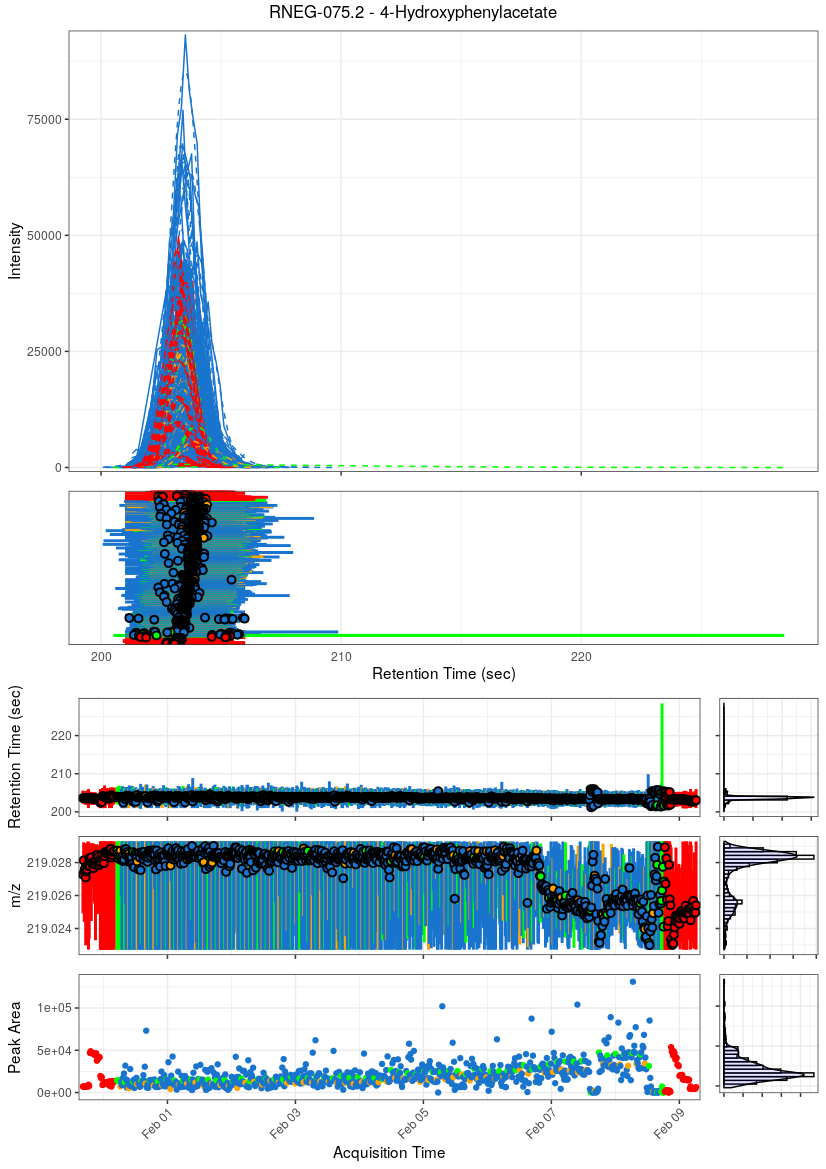 RNEG-075.2 - 4-Hydroxyphenylacetate
Intensity
75000
50000
25000
0
200
210
220
Retention Time (sec)
Retention Time (sec)
220
210
200
m/z
219.028
219.026
219.024
Peak Area
1e+05
5e+04
0e+00
Feb 01
Feb 03
Feb 05
Feb 07
Feb 09
Acquisition Time